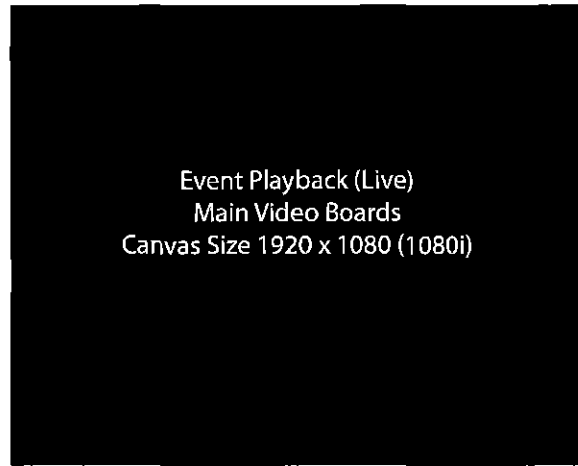 Event Playback (Live)
Main Video Boards
Canvas Size 1920 x 1080 (1080i)